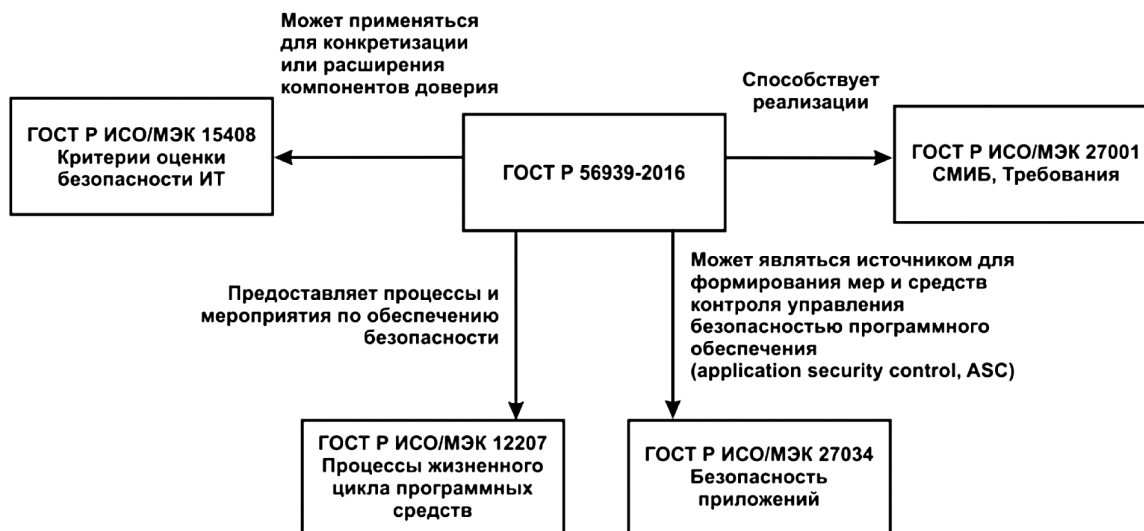 Может применяться
для конкретизации
или расширения
компонентов доверия
Способствует
реализации
ГОСТ Р ИСО/МЭК 15408
Критерии оценки
безопасности ИТ
ГОСТ Р 56939-2016
ГОСТ Р ИСО/МЭК 27001
СМИБ, Требования
Предоставляет процессы и
мероприятия по обеспечению
безопасности
Может являться источником для
формирования мер и средств
контроля управления
безопасностью программного
обеспечения
(application security control, ASC)
ГОСТ Р ИСО/МЭК 12207
Процессы жизненного
цикла программных
средств
ГОСТ Р ИСО/МЭК 27034
Безопасность
приложений